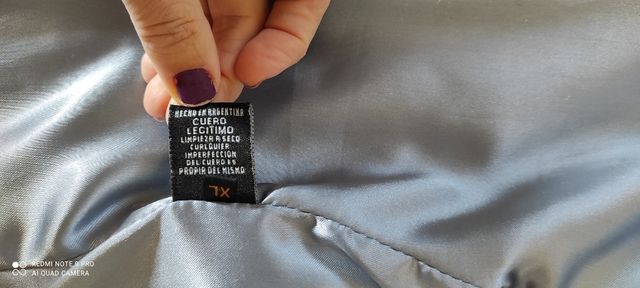 HECHO EN ARGENTINA
CUERO
LEGITIMO
LIMPIEZA A SECO
CUALQUIER
IMPERFECCION
DEL CUERO ES
PROPIA DEL MISMO
XL
REDMI NOTE 9 PRO
AI QUAD CAMERA